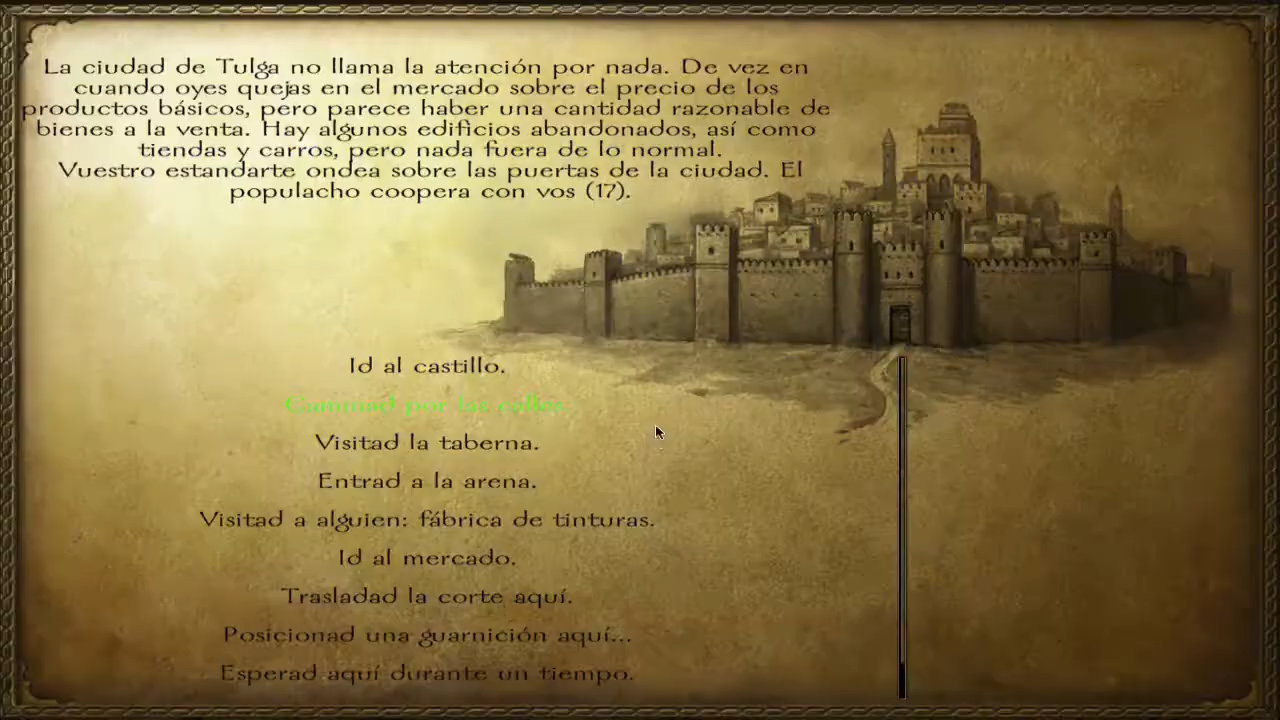 La ciudad de Tulga no llama la atención por nada. De vez en
cuando oyes quejas en el mercado sobre el precio de los
productos básicos, pero parece haber una cantidad razonable de
bienes a la venta. Hay algunos edificios abandonados, así como
tiendas y carros, pero nada fuera de lo normal.
Vuestro estandarte ondea sobre las puertas de la ciudad. El
populacho coopera con vos (17).
Id al castillo.
Caminad por las calles.
Visitad la taberna.
Entrad a la arena.
Visitad a alguien: fábrica de tinturas.
Id al mercado.
Trasladad la corte aquí.
Posicionad una guarnición aquí...
Esperad aquí durante un tiempo.